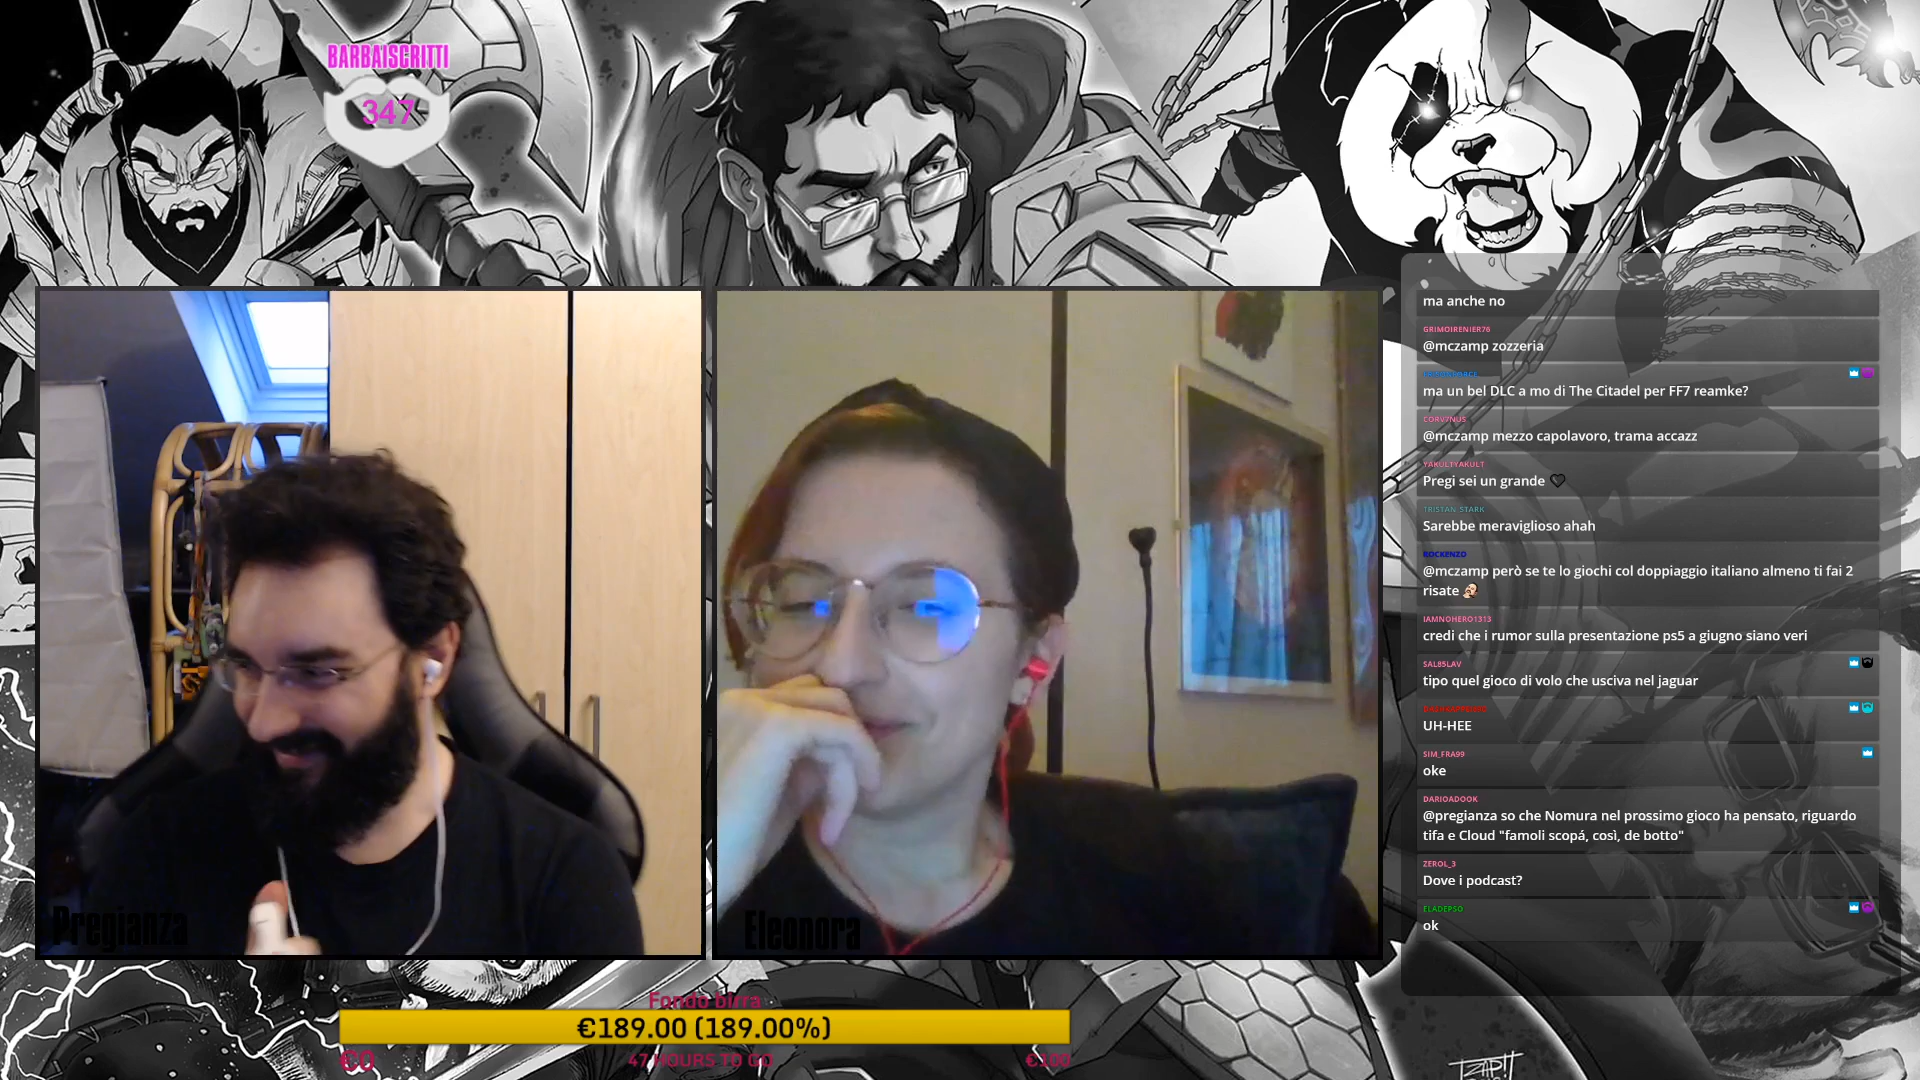 BARBAISCRITTI
347
ma anche no
GRIMOIRENIER76
@mczamp zozzeria
ma un bel DLC a mo di The Citadel per FF7 reamke?
CORV7NUS
@mczamp mezzo capolavoro, trama accazz
YAKULTYAKULT
Pregi sei un grande
TRISTAN_STARK
Sarebbe meraviglioso ahah
ROCKENZO
@mczamp però se te lo giochi col doppiaggio italiano almeno ti fai 2
risate
IAMNOHERO1313
credi che i rumor sulla presentazione ps5 a giugno siano veri
SAL85LAV
tipo quel gioco di volo che usciva nel jaguar
UH-HEE
SIM_FRA99
oke
DARIOADOOK
@pregianza so che Nomura nel prossimo gioco ha pensato, riguardo
tifa e Cloud "famoli scopá, così, de botto"
ZEROL_3
Dove i podcast?
ELADEPSO
ok
Pregianza
Eleonora
Fondo birra
€189.00 (189.00%)
€0
47 HOURS TO GO
€100